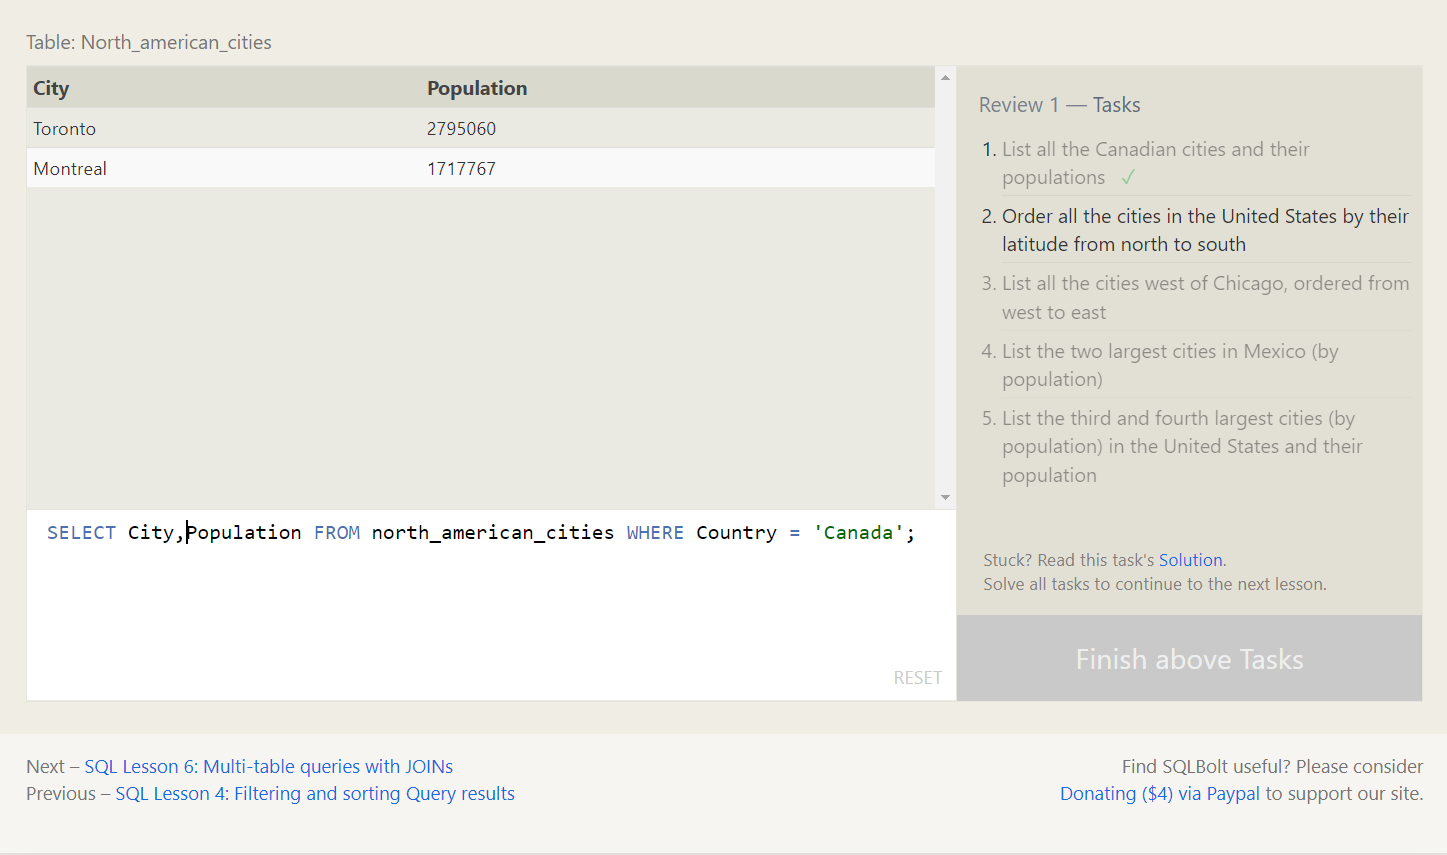 Table: North_american_cities
City Population
Toronto 2795060
Montreal 1717767
SELECT City,Population FROM north_american_cities WHERE Country = 'Canada';
RESET
Review 1 — Tasks
1. List all the Canadian cities and their
populations ✓
2. Order all the cities in the United States by their
latitude from north to south
3. List all the cities west of Chicago, ordered from
west to east
4. List the two largest cities in Mexico (by
population)
5. List the third and fourth largest cities (by
population) in the United States and their
population
Stuck? Read this task's Solution.
Solve all tasks to continue to the next lesson.
Finish above Tasks
Next – SQL Lesson 6: Multi-table queries with JOINs
Previous – SQL Lesson 4: Filtering and sorting Query results
Find SQLBolt useful? Please consider
Donating ($4) via Paypal to support our site.